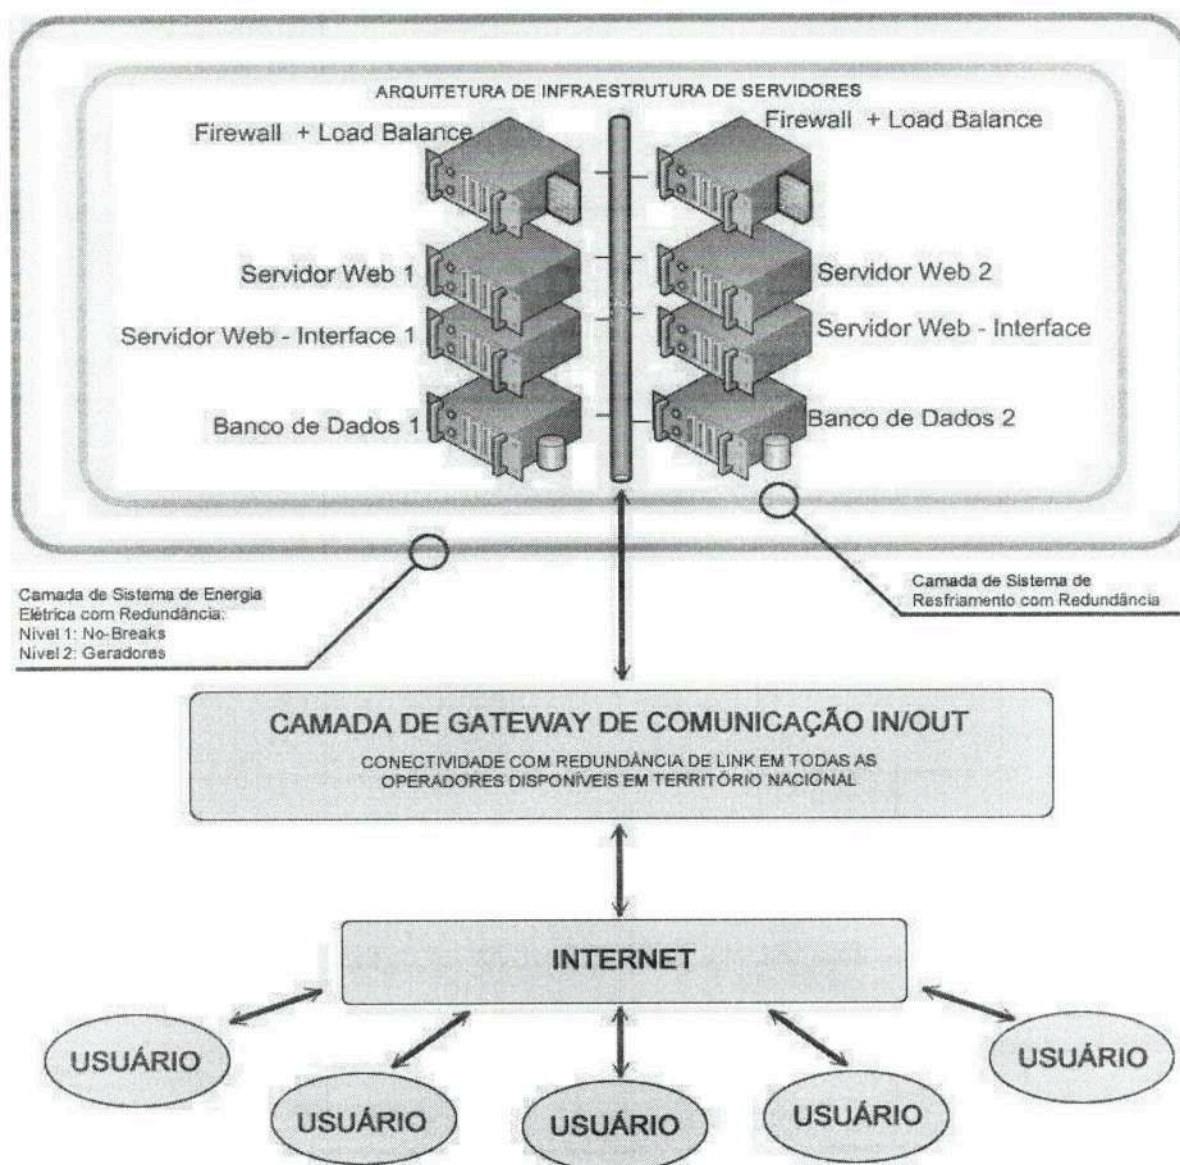 ARQUITETURA DE INFRAESTRUTURA DE SERVIDORES
Firewall + Load Balance
Firewall + Load Balance
Servidor Web 1
Servidor Web 2
Servidor Web - Interface 1
Servidor Web - Interface
Banco de Dados 1
Banco de Dados 2
Camada de Sistema de Energia
Elétrica com Redundância:
Nivel 1: No-Breaks
Nivel 2: Geradores
Camada de Sistema de
Resfriamento com Redundância
CAMADA DE GATEWAY DE COMUNICAÇÃO IN/OUT
CONECTIVIDADE COM REDUNDÂNCIA DE LINK EM TODAS AS
OPERADORES DISPONÍVEIS EM TERRITÓRIO NACIONAL
INTERNET
USUÁRIO
USUÁRIO
USUÁRIO
USUÁRIO
USUÁRIO